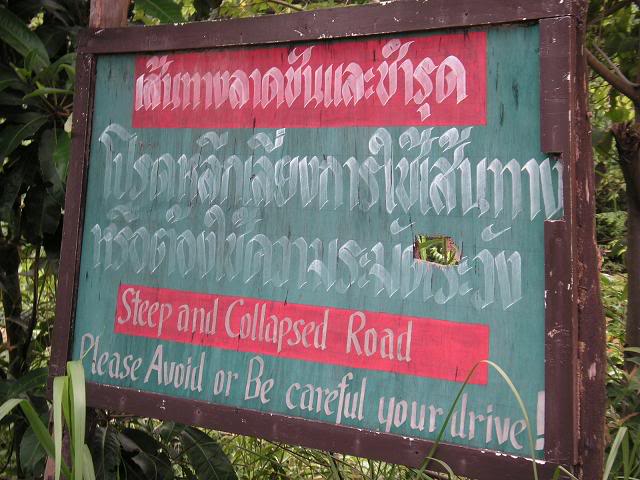 เส้นทางลาดชันและชำรุด
โปรดหลีกเลี่ยงการใช้เส้นทาง
หรือต้องใช้ความระมัดระวัง
Steep and Collapsed Road
Please Avoid or Be careful your drive!